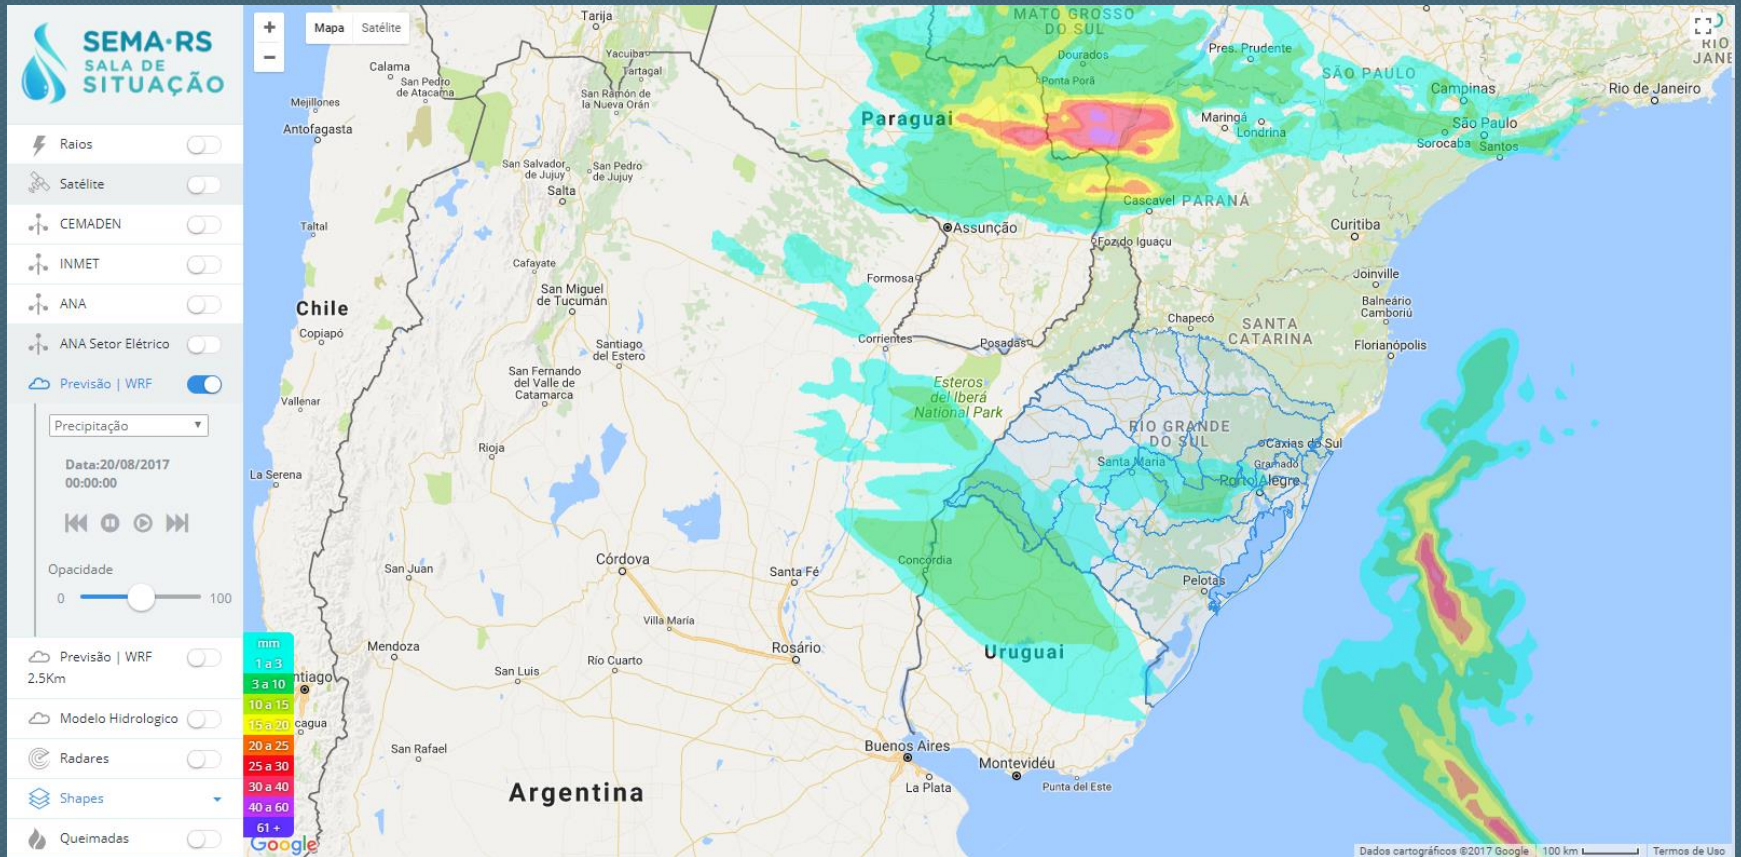 SEMA·RS
SALA DE
SITUAÇÃO
Raios
Satélite
CEMADEN
INMET
ANA
ANA Setor Elétrico
Previsão | WRF
Precipitação
Data:20/08/2017
00:00:00
Opacidade
0
100
Previsão | WRF
2.5Km
Modelo Hidrologico
Radares
Shapes
Queimadas
+
−
Mapa
Satélite
mm
1 a 3
3 a 10
10 a 15
15 a 20
20 a 25
25 a 30
30 a 40
40 a 60
61 +
Google
Tarija
Yacuiba
Tartagal
Calama
San Pedro
de Atacama
San Ramón de
la Nueva Orán
Mejillones
Antofagasta
San Salvador
de Jujuy
San Pedro
de Jujuy
Salta
Taltal
Cafayate
San Miguel
de Tucumán
Chile
Copiapó
Santiago
del Estero
San Fernando
del Valle de
Catamarca
Vallenar
Rioja
La Serena
Córdova
San Juan
Santa Fé
Villa María
Mendoza
Rosário
San Luis
Río Cuarto
ntiago
cagua
San Rafael
Argentina
Buenos Aires
La Plata
Montevidéu
Punta del Este
Uruguai
Concórdia
MATO GROSSO
DO SUL
Dourados
Ponta Porã
Pres. Prudente
SÃO PAULO
Campinas
RIO
JANE
Rio de Janeiro
Paraguai
Maringá
Londrina
São Paulo
Sorocaba
Santos
Cascavel
PARANÁ
Assunção
Curitiba
Foz do Iguaçu
Formosa
Joinville
Balneário
Camboriú
Corrientes
Posadas
Chapecó
SANTA
CATARINA
Florianópolis
Esteros
del Iberá
National Park
RIO GRANDE
DO SUL
Caxias do Sul
Santa Maria
Gramado
Porto Alegre
Pelotas
Dados cartográficos ©2017 Google
100 km
Termos de Uso